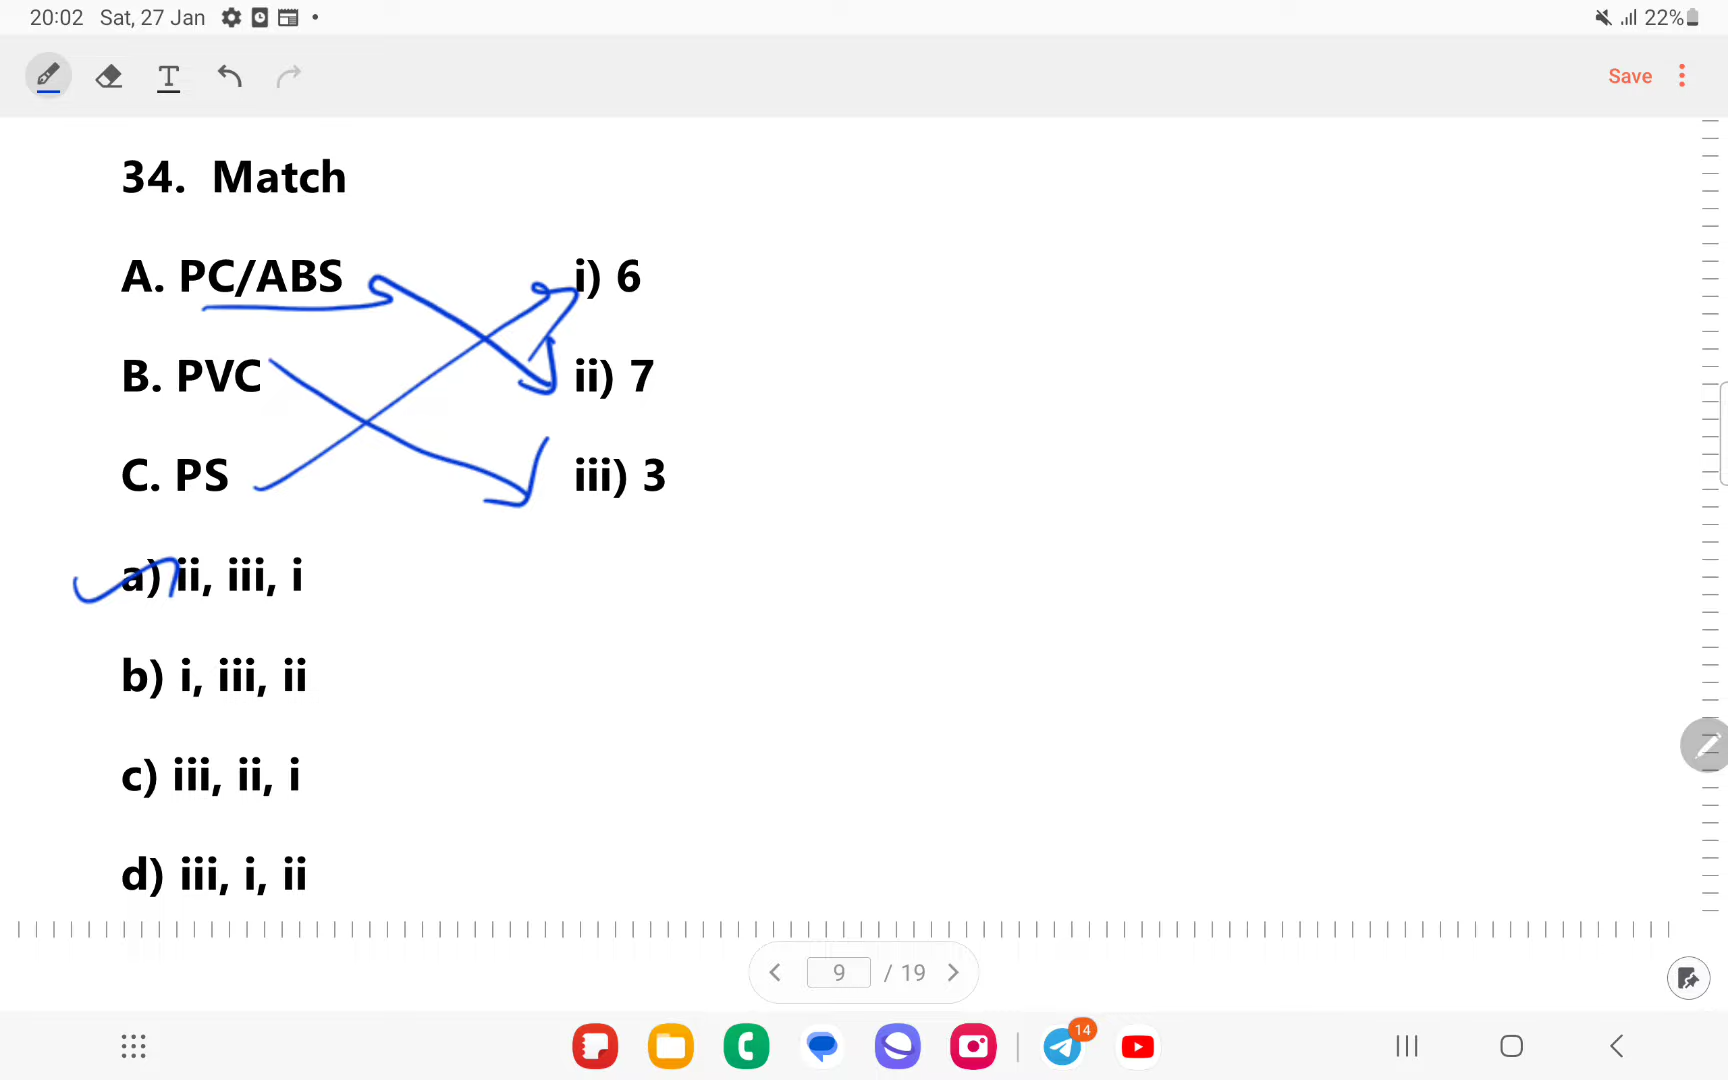 20:02 Sat, 27 Jan
22%
Save
34. Match
A. PC/ABS i) 6
B. PVC ii) 7
C. PS iii) 3
a) ii, iii, i
b) i, iii, ii
c) iii, ii, i
d) iii, i, ii
9 / 19
14